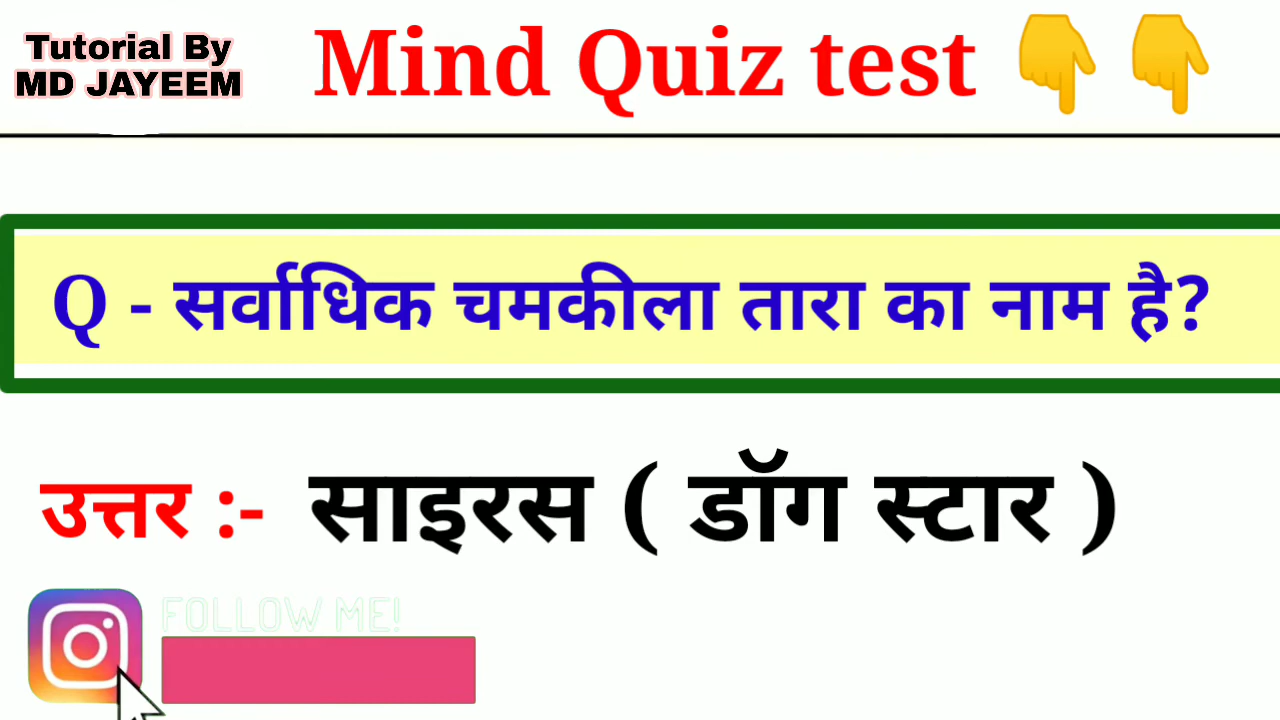 Tutorial By
MD JAYEEM
Mind Quiz test 👇👇
Q - सर्वाधिक चमकीला तारा का नाम है?
उत्तर :- साइरस ( डॉग स्टार )
FOLLOW ME!